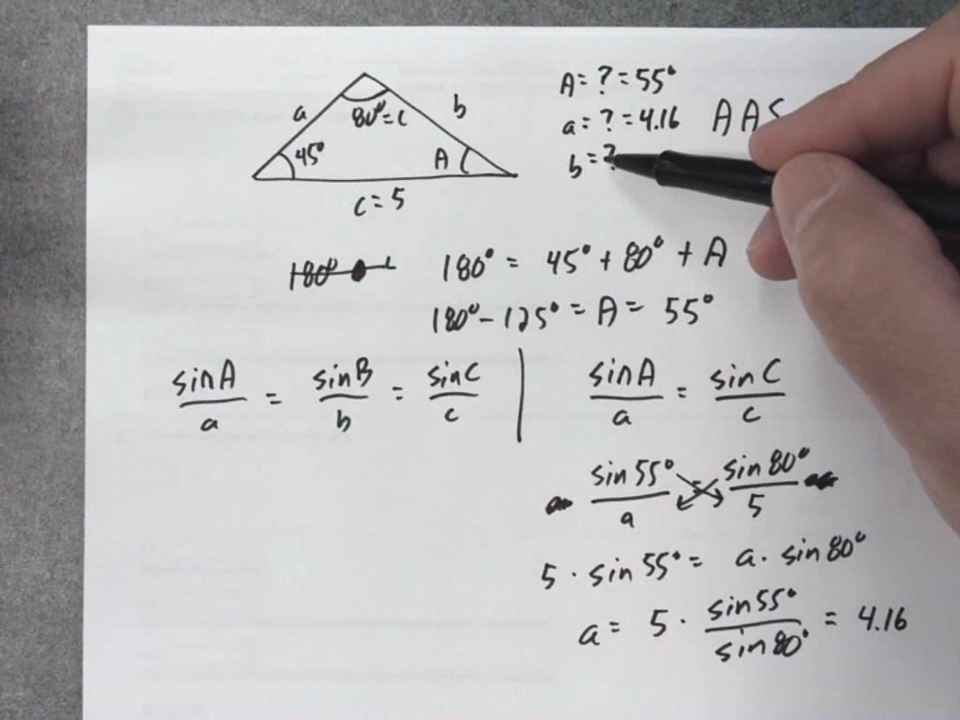 a
80° = C
b
45°
A
c = 5
A = ? = 55°
a = ? = 4.16
AAS
b = ?
180°
180° = 45° + 80° + A
180° - 125° = A = 55°
sinA/a = sinB/b = sinC/c
sinA/a = sinC/c
sin55°/a = sin80°/5
5 · sin55° = a · sin80°
a = 5 · sin55°/sin80° = 4.16